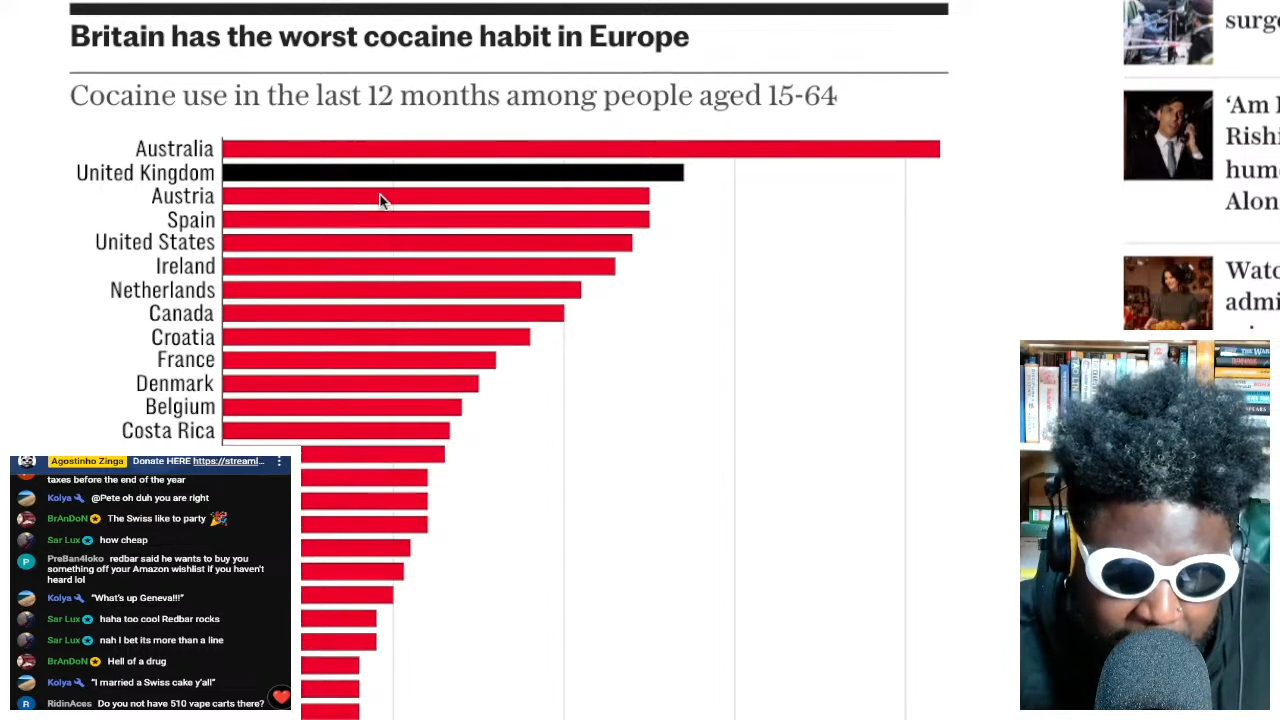 Britain has the worst cocaine habit in Europe
Cocaine use in the last 12 months among people aged 15-64
Australia
United Kingdom
Austria
Spain
United States
Ireland
Netherlands
Canada
Croatia
France
Denmark
Belgium
Costa Rica
Agostinho Zinga Donate HERE https://streaml...
taxes before the end of the year
Kolya @Pete oh duh you are right
BrAnDoN The Swiss like to party
Sar Lux how cheap
P PreBan4loko redbar said he wants to buy you
something off your Amazon wishlist if you haven't
heard lol
Kolya “What's up Geneva!!!”
Sar Lux haha too cool Redbar rocks
Sar Lux nah I bet its more than a line
BrAnDoN Hell of a drug
Kolya “I married a Swiss cake y'all”
R RidinAces Do you not have 510 vape carts there?
surge
‘Am I
Rishi
hum
Alon
Watc
admi
THE WAR